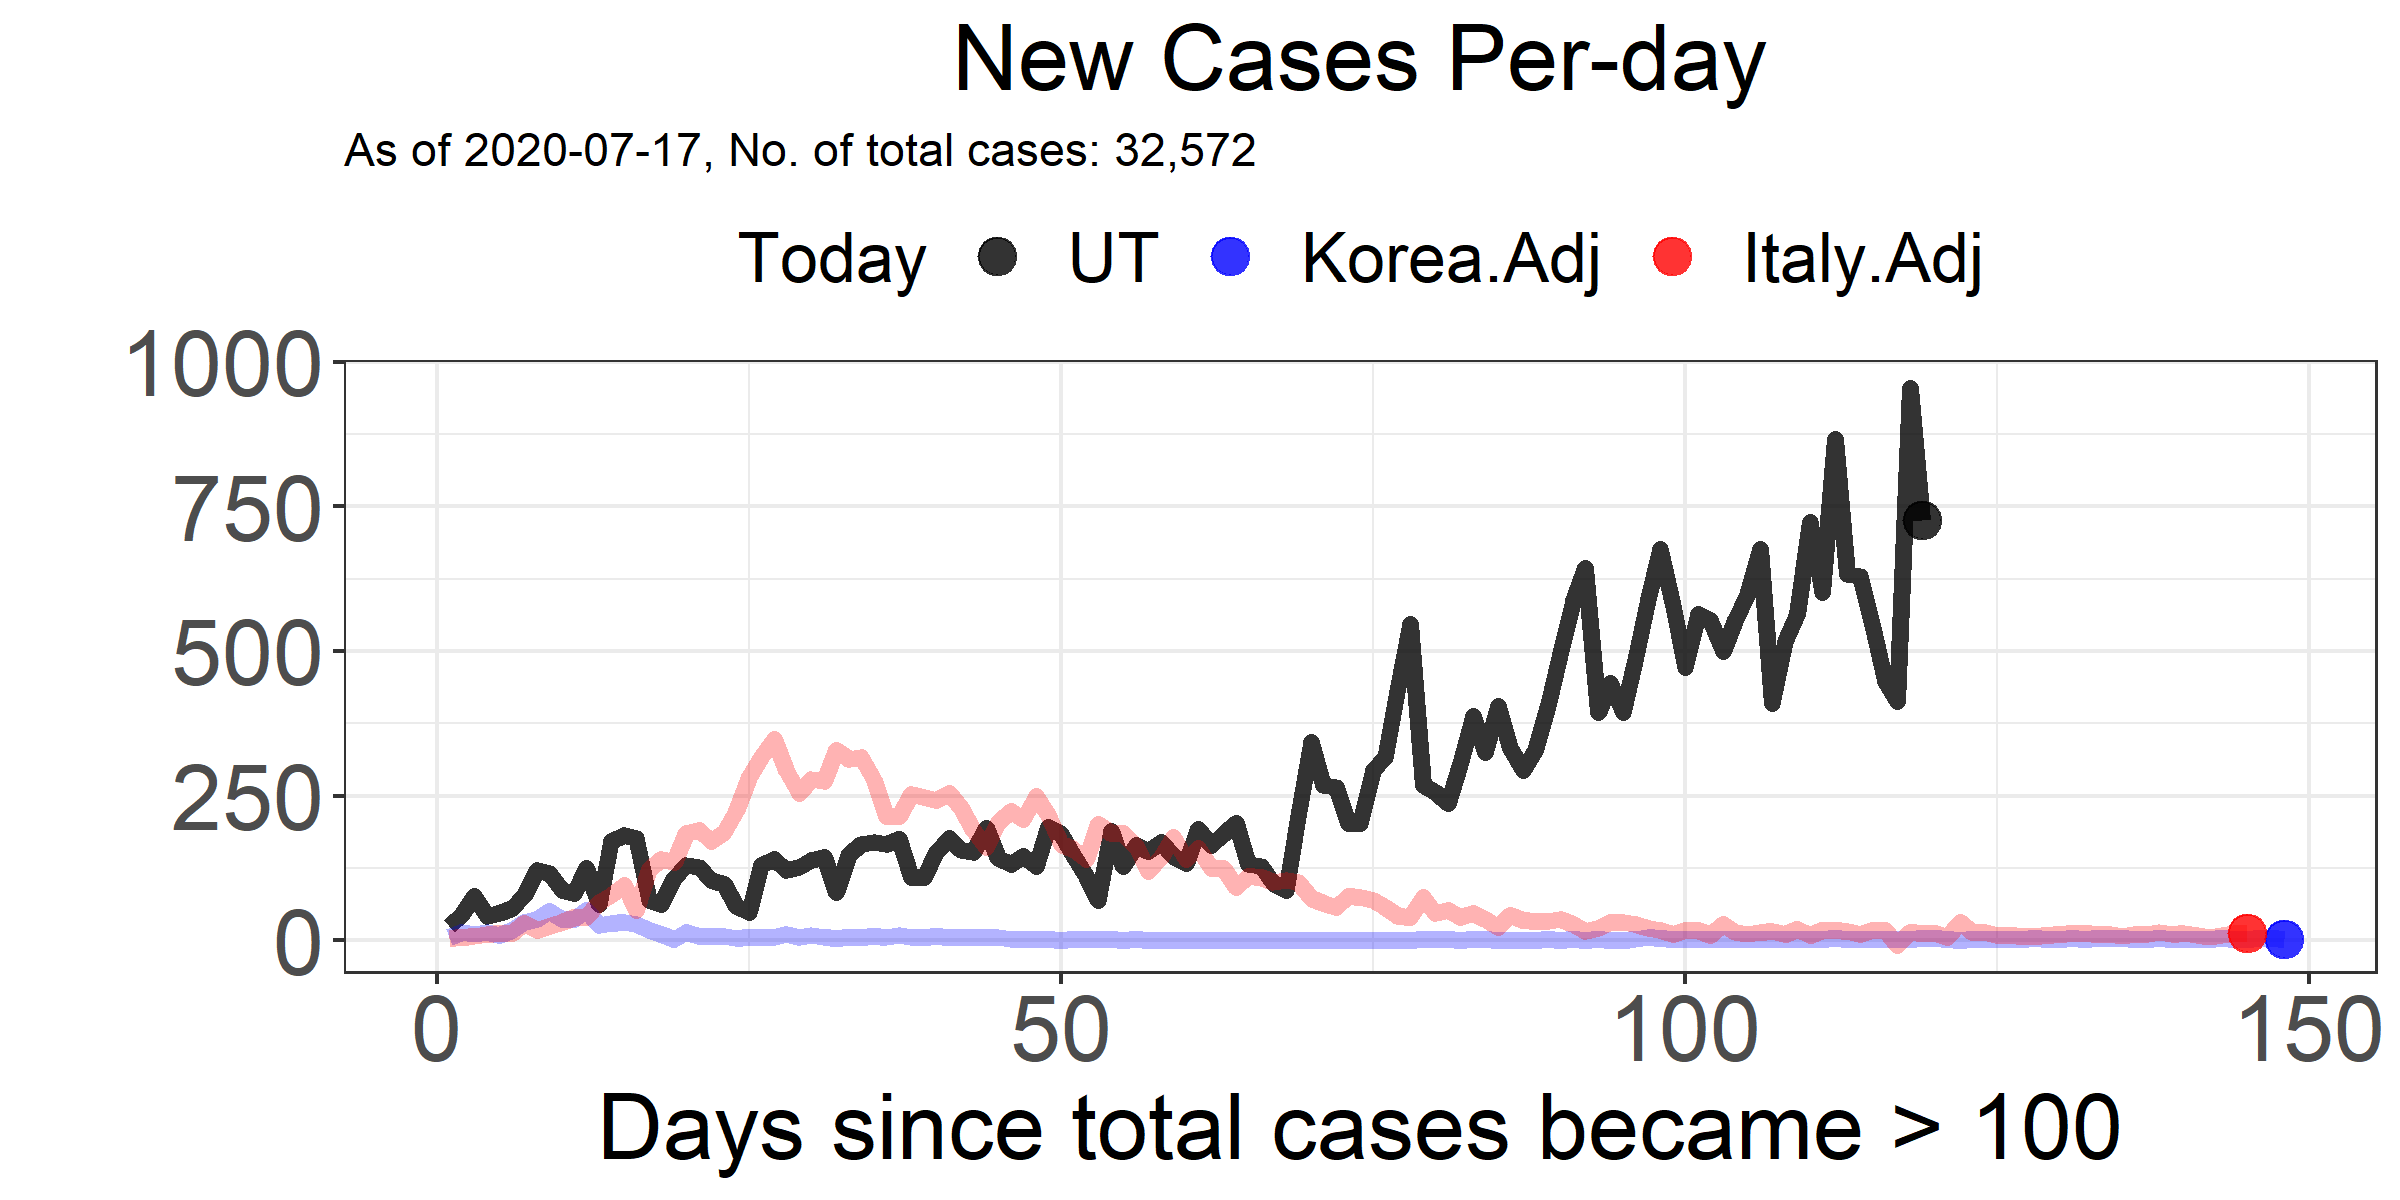 New Cases Per-day
As of 2020-07-17, No. of total cases: 32,572
Today UT Korea.Adj Italy.Adj
1000
750
500
250
0
0 50 100 150
Days since total cases became > 100